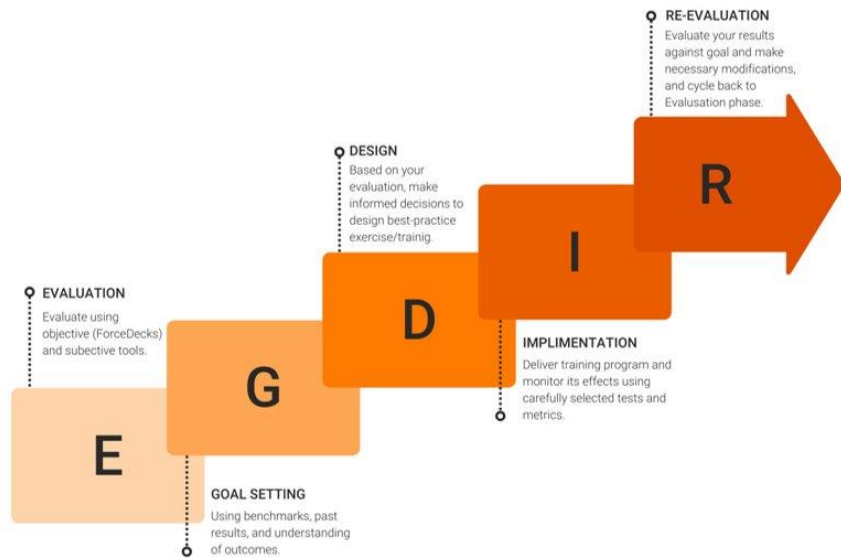 RE-EVALUATION
Evaluate your results
against goal and make
necessary modifications,
and cycle back to
Evalusation phase.
R
DESIGN
Based on your
evaluation, make
informed decisions to
design best-practice
exercise/trainig.
I
D
IMPLIMENTATION
Deliver training program and
monitor its effects using
carefully selected tests and
metrics.
EVALUATION
Evaluate using
objective (ForceDecks)
and subective tools.
G
E
GOAL SETTING
Using benchmarks, past
results, and understanding
of outcomes.